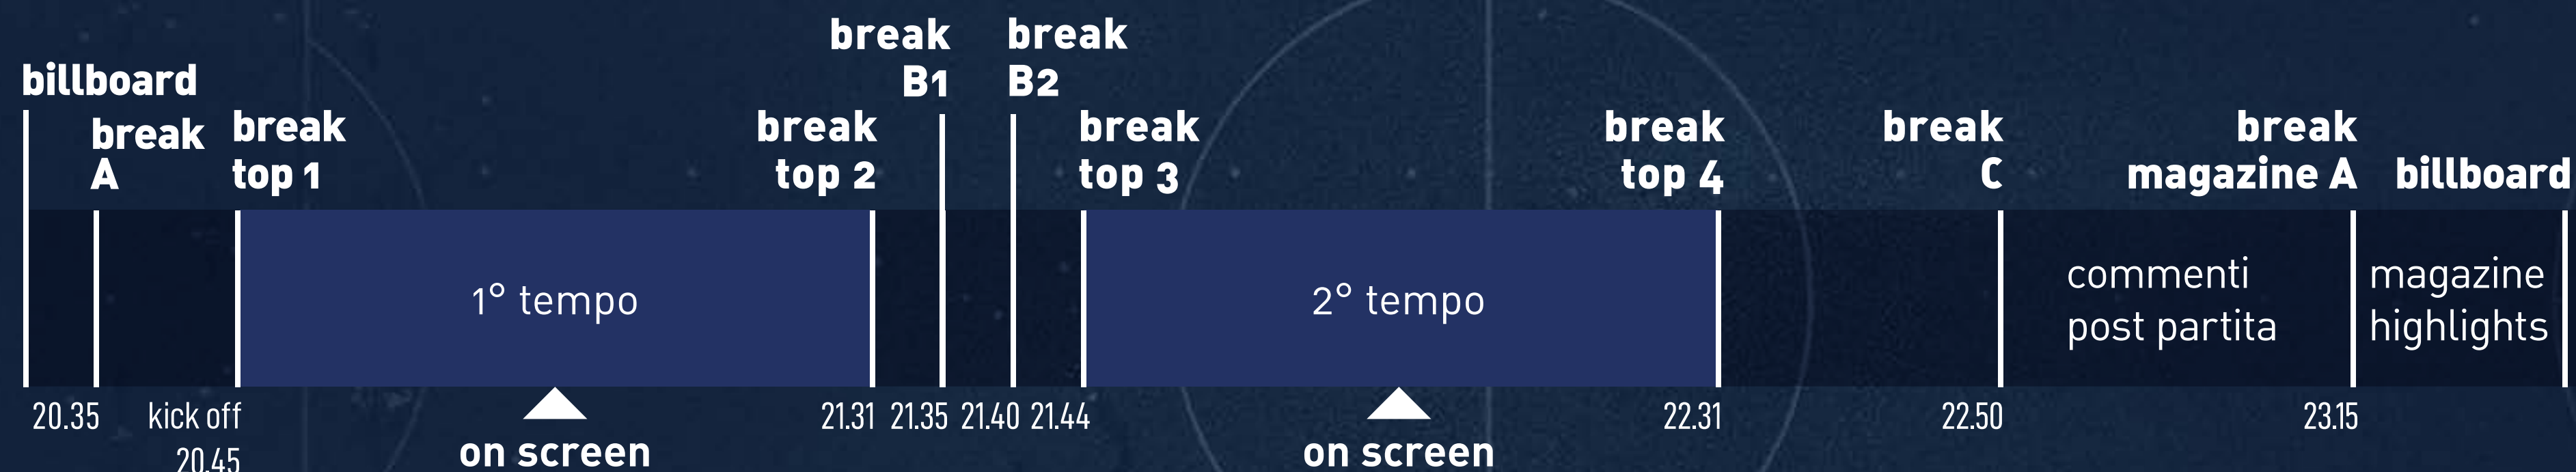 billboard
break
A
break
top 1
break
top 2
break
B1
break
B2
break
top 3
break
top 4
break
C
break
magazine A
billboard
1° tempo
2° tempo
commenti
post partita
magazine
highlights
20.35
kick off
20.45
21.31
21.35
21.40
21.44
22.31
22.50
23.15
on screen
on screen